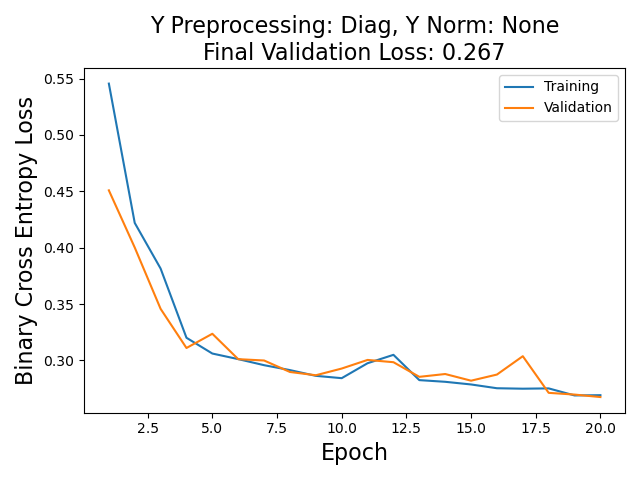 Y Preprocessing: Diag, Y Norm: None
Final Validation Loss: 0.267
Training
Validation
Binary Cross Entropy Loss
0.55
0.50
0.45
0.40
0.35
0.30
2.5 5.0 7.5 10.0 12.5 15.0 17.5 20.0
Epoch